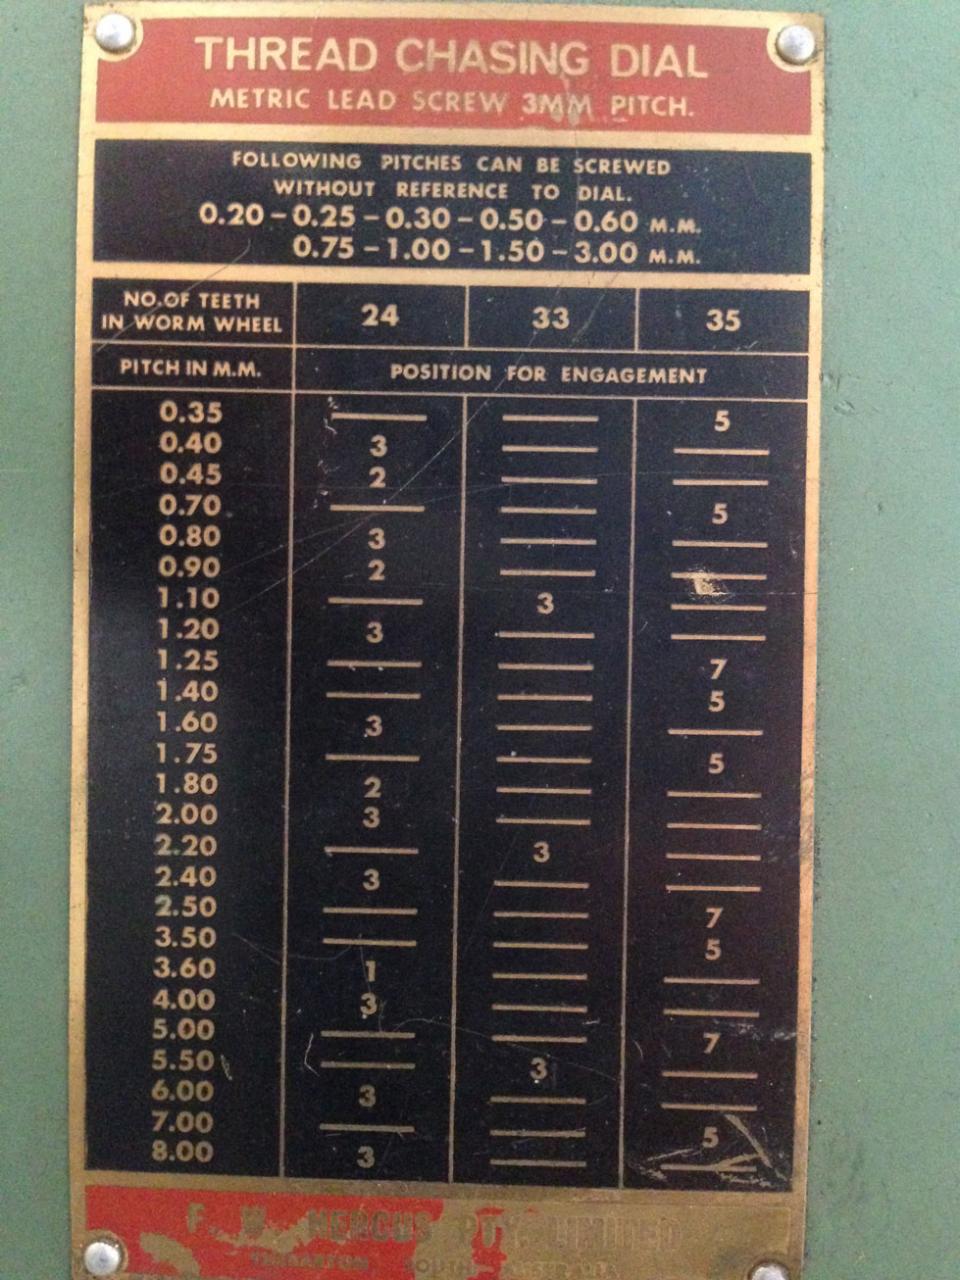 THREAD CHASING DIAL
METRIC LEAD SCREW 3MM PITCH.
FOLLOWING PITCHES CAN BE SCREWED
WITHOUT REFERENCE TO DIAL.
0.20 – 0.25 – 0.30 – 0.50 – 0.60 M.M.
0.75 – 1.00 – 1.50 – 3.00 M.M.
NO. OF TEETH
IN WORM WHEEL 24 33 35
PITCH IN M.M. POSITION FOR ENGAGEMENT
0.35 — — 5
0.40 3 — —
0.45 2 — —
0.70 — — 5
0.80 3 — —
0.90 2 — —
1.10 — 3 —
1.20 3 — —
1.25 — — 7
1.40 — — 5
1.60 3 — —
1.75 — — 5
1.80 2 — —
2.00 3 — —
2.20 — 3 —
2.40 3 — —
2.50 — — 7
3.50 — — 5
3.60 1 — —
4.00 3 — —
5.00 — — 7
5.50 — 3 —
6.00 3 — —
7.00 — — 5
8.00 3 — —
F. W. HERCUS PTY. LIMITED
SOUTH